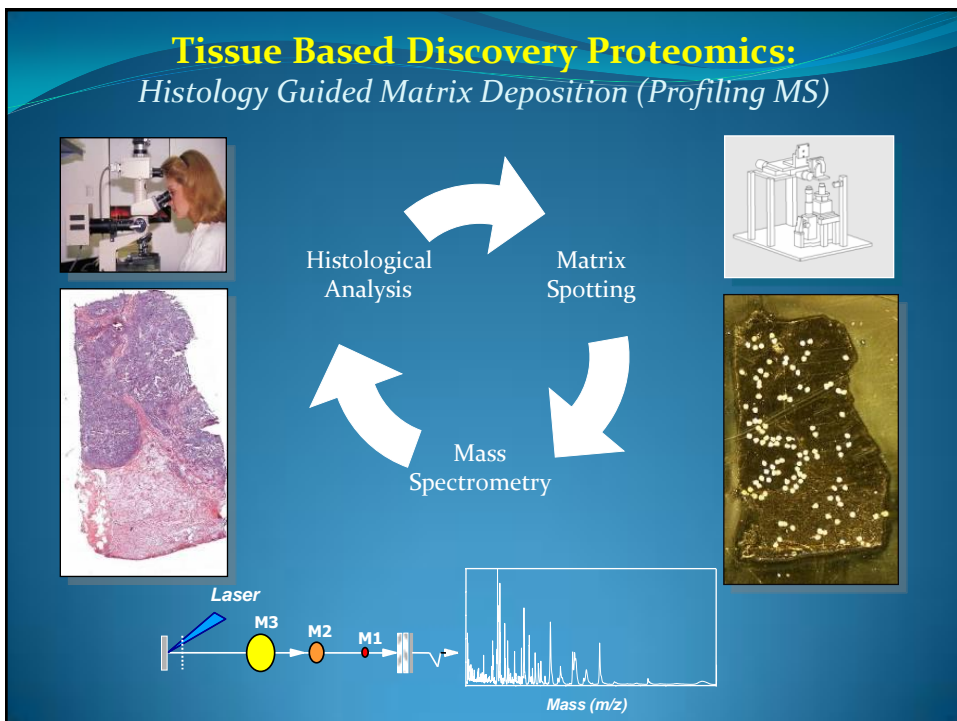 Tissue Based Discovery Proteomics:
Histology Guided Matrix Deposition (Profiling MS)
Histological
Analysis
Matrix
Spotting
Mass
Spectrometry
Laser
M3
M2
M1
Mass (m/z)